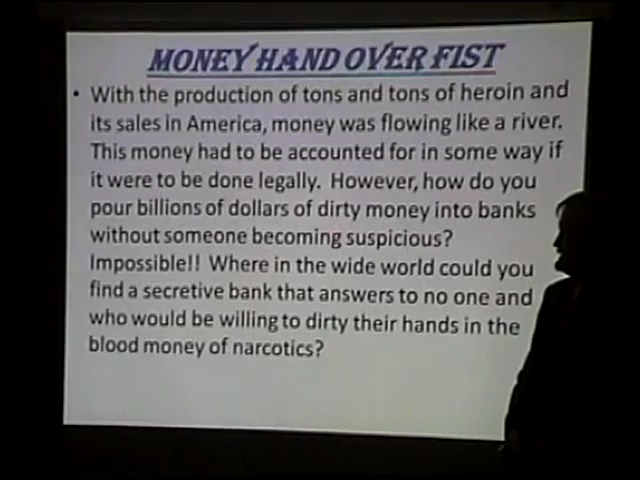 MONEY HAND OVER FIST
• With the production of tons and tons of heroin and
its sales in America, money was flowing like a river.
This money had to be accounted for in some way if
it were to be done legally.  However, how do you
pour billions of dollars of dirty money into banks
without someone becoming suspicious?
Impossible!!  Where in the wide world could you
find a secretive bank that answers to no one and
who would be willing to dirty their hands in the
blood money of narcotics?